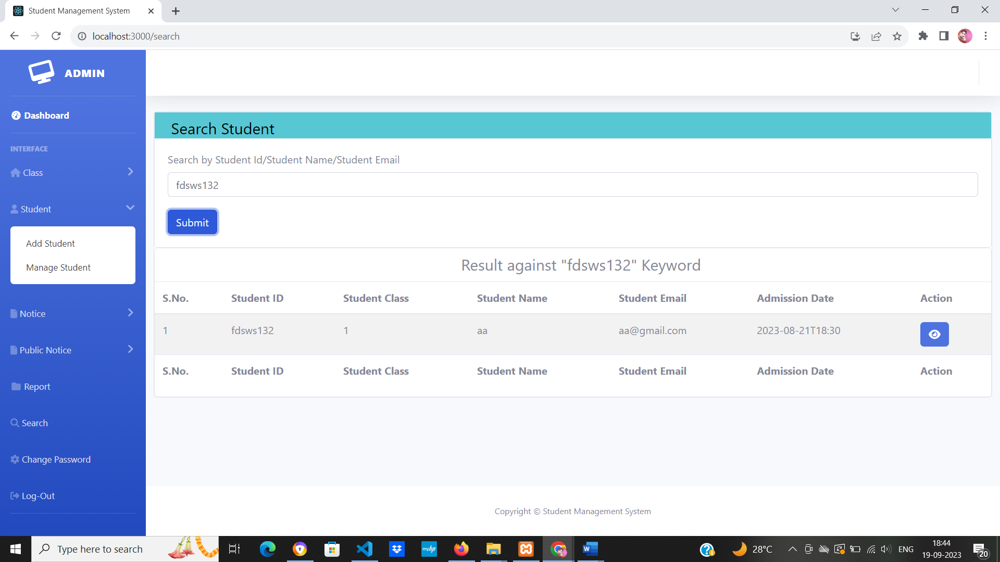 Student Management System
localhost:3000/search
ADMIN
Dashboard
INTERFACE
Class
Student
Add Student
Manage Student
Notice
Public Notice
Report
Search
Change Password
Log-Out
Search Student
Search by Student Id/Student Name/Student Email
fdsws132
Submit
Result against "fdsws132" Keyword
S.No. Student ID Student Class Student Name Student Email Admission Date Action
1 fdsws132 1 aa aa@gmail.com 2023-08-21T18:30
S.No. Student ID Student Class Student Name Student Email Admission Date Action
Copyright © Student Management System
Type here to search
myhp
W
28°C
ENG
18:44
19-09-2023
20